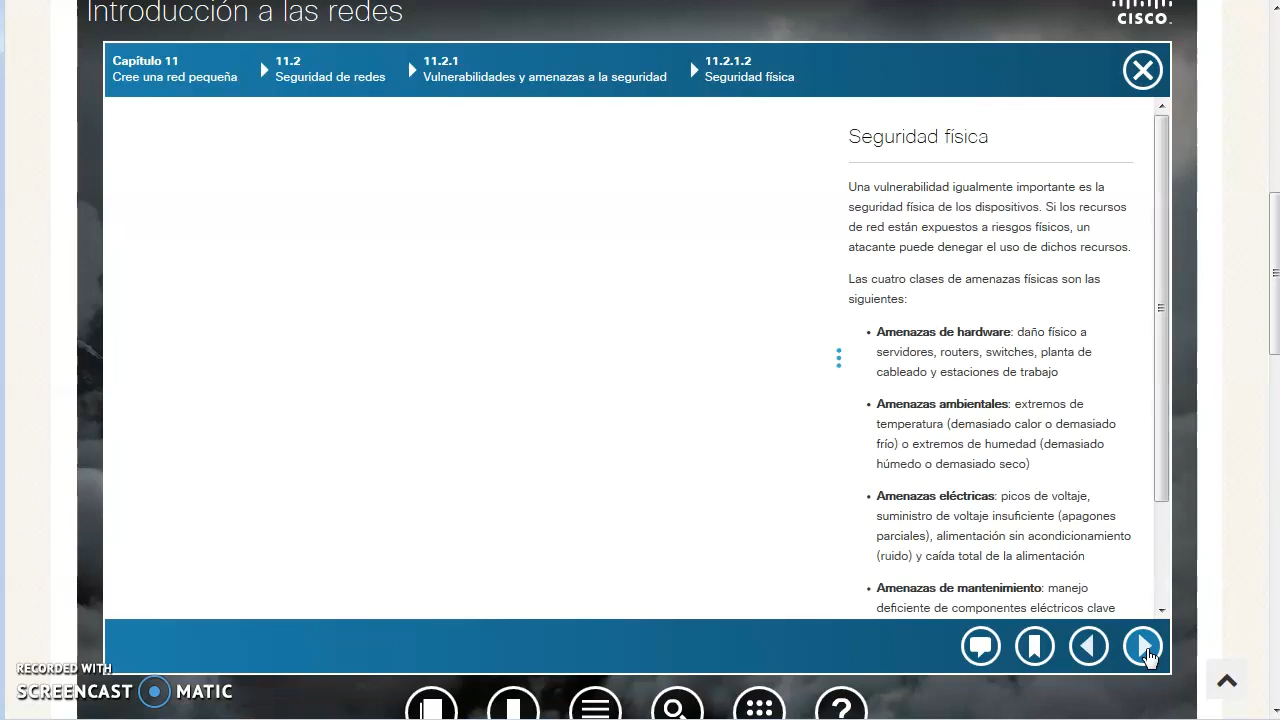 Introducción a las redes
CISCO.
Capítulo 11
Cree una red pequeña
11.2
Seguridad de redes
11.2.1
Vulnerabilidades y amenazas a la seguridad
11.2.1.2
Seguridad física
Seguridad física
Una vulnerabilidad igualmente importante es la
seguridad física de los dispositivos. Si los recursos
de red están expuestos a riesgos físicos, un
atacante puede denegar el uso de dichos recursos.
Las cuatro clases de amenazas físicas son las
siguientes:
• Amenazas de hardware: daño físico a
servidores, routers, switches, planta de
cableado y estaciones de trabajo
• Amenazas ambientales: extremos de
temperatura (demasiado calor o demasiado
frío) o extremos de humedad (demasiado
húmedo o demasiado seco)
• Amenazas eléctricas: picos de voltaje,
suministro de voltaje insuficiente (apagones
parciales), alimentación sin acondicionamiento
(ruido) y caída total de la alimentación
• Amenazas de mantenimiento: manejo
deficiente de componentes eléctricos clave
RECORDED WITH
SCREENCAST MATIC
?